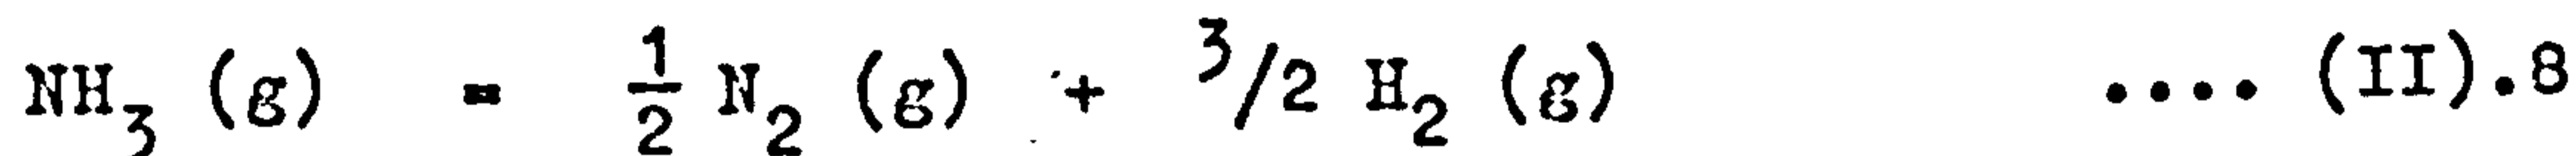 NH3 (g) = 1/2 N2 (g) + 3/2 H2 (g) .... (II).8